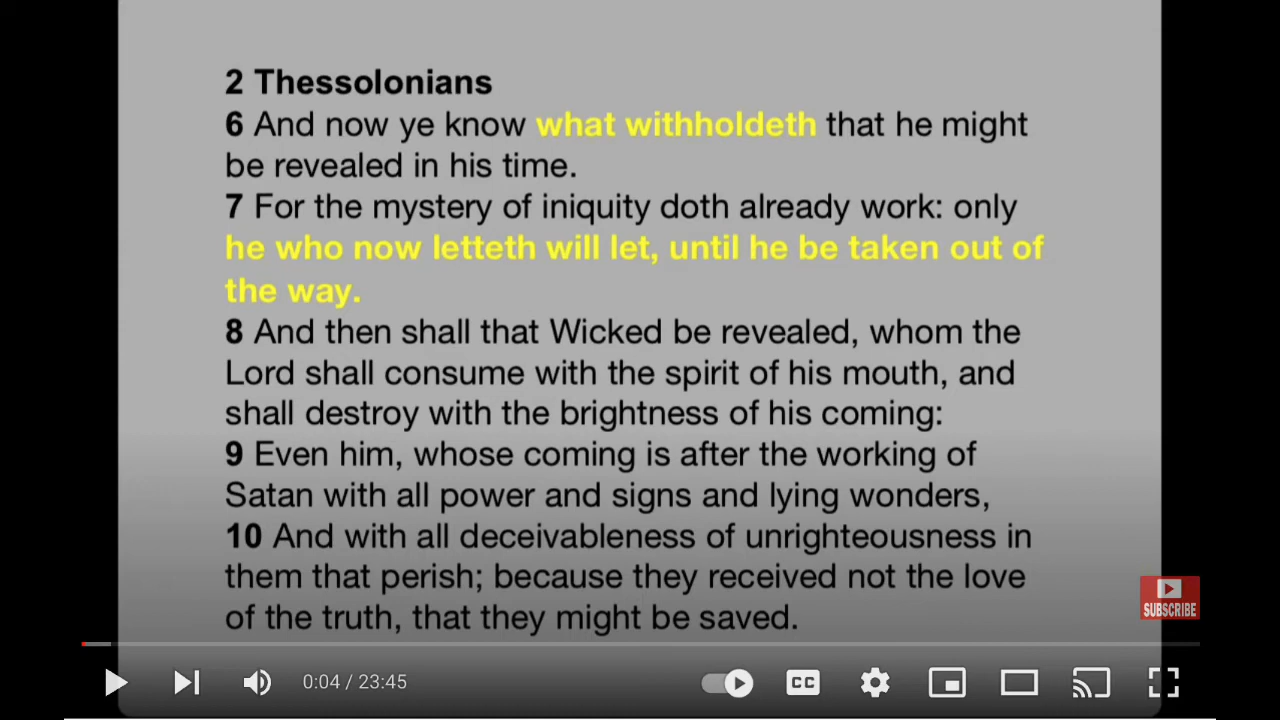 2 Thessolonians
6 And now ye know what withholdeth that he might
be revealed in his time.
7 For the mystery of iniquity doth already work: only
he who now letteth will let, until he be taken out of
the way.
8 And then shall that Wicked be revealed, whom the
Lord shall consume with the spirit of his mouth, and
shall destroy with the brightness of his coming:
9 Even him, whose coming is after the working of
Satan with all power and signs and lying wonders,
10 And with all deceivableness of unrighteousness in
them that perish; because they received not the love
of the truth, that they might be saved.
SUBSCRIBE
0:04 / 23:45
CC